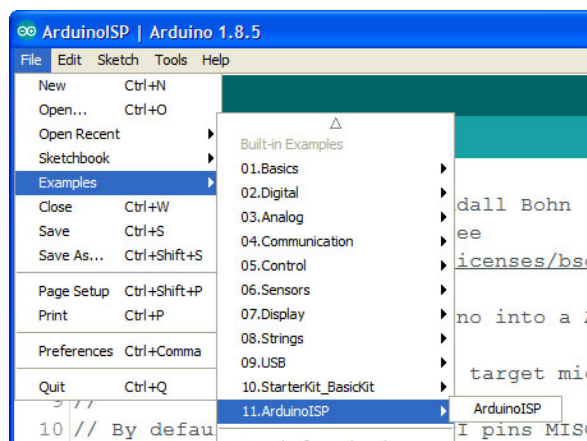 ArduinoISP | Arduino 1.8.5
File Edit Sketch Tools Help
New Ctrl+N
Open... Ctrl+O
Open Recent
Sketchbook
Examples
Close Ctrl+W
Save Ctrl+S
Save As... Ctrl+Shift+S
Page Setup Ctrl+Shift+P
Print Ctrl+P
Preferences Ctrl+Comma
Quit Ctrl+Q
Built-in Examples
01.Basics
02.Digital
03.Analog
04.Communication
05.Control
06.Sensors
07.Display
08.Strings
09.USB
10.StarterKit_BasicKit
11.ArduinoISP
ArduinoISP
dall Bohn
ee
icenses/bs
no into a
target mi
9 //
10 // By defau I pins MIS